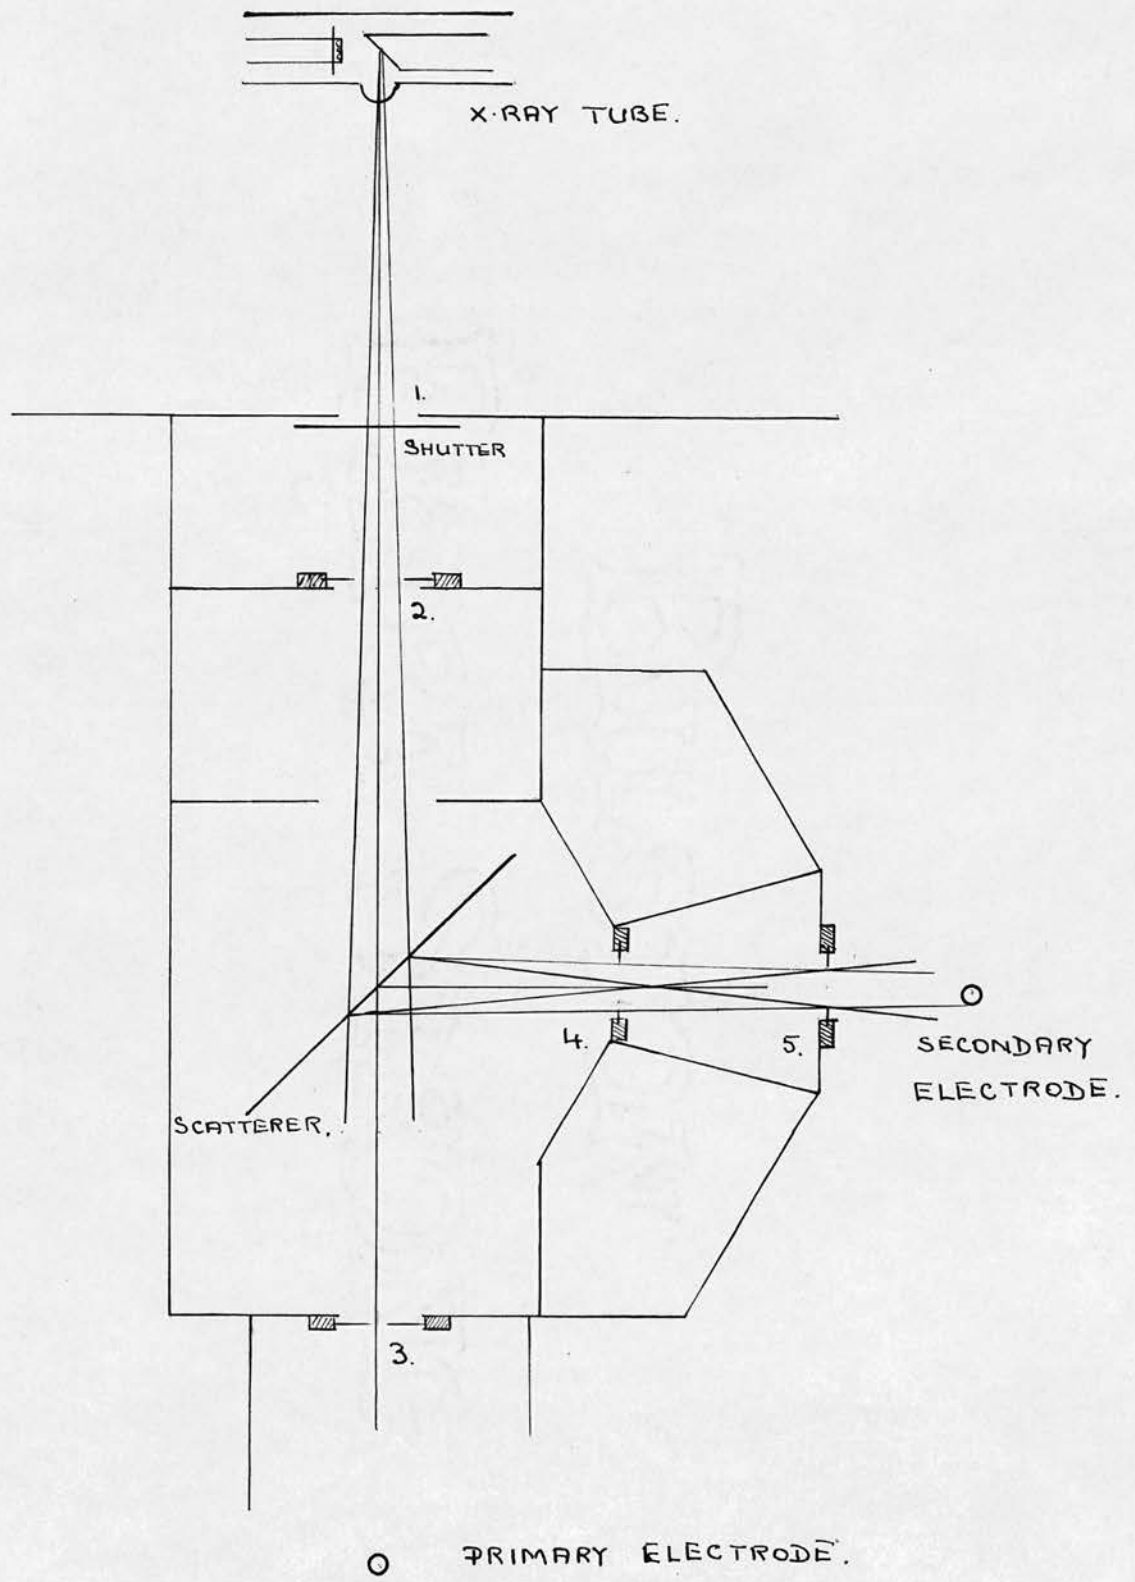 X-RAY TUBE.
1.
SHUTTER
2.
4.
5.
SECONDARY
ELECTRODE.
SCATTERER.
3.
PRIMARY ELECTRODE.